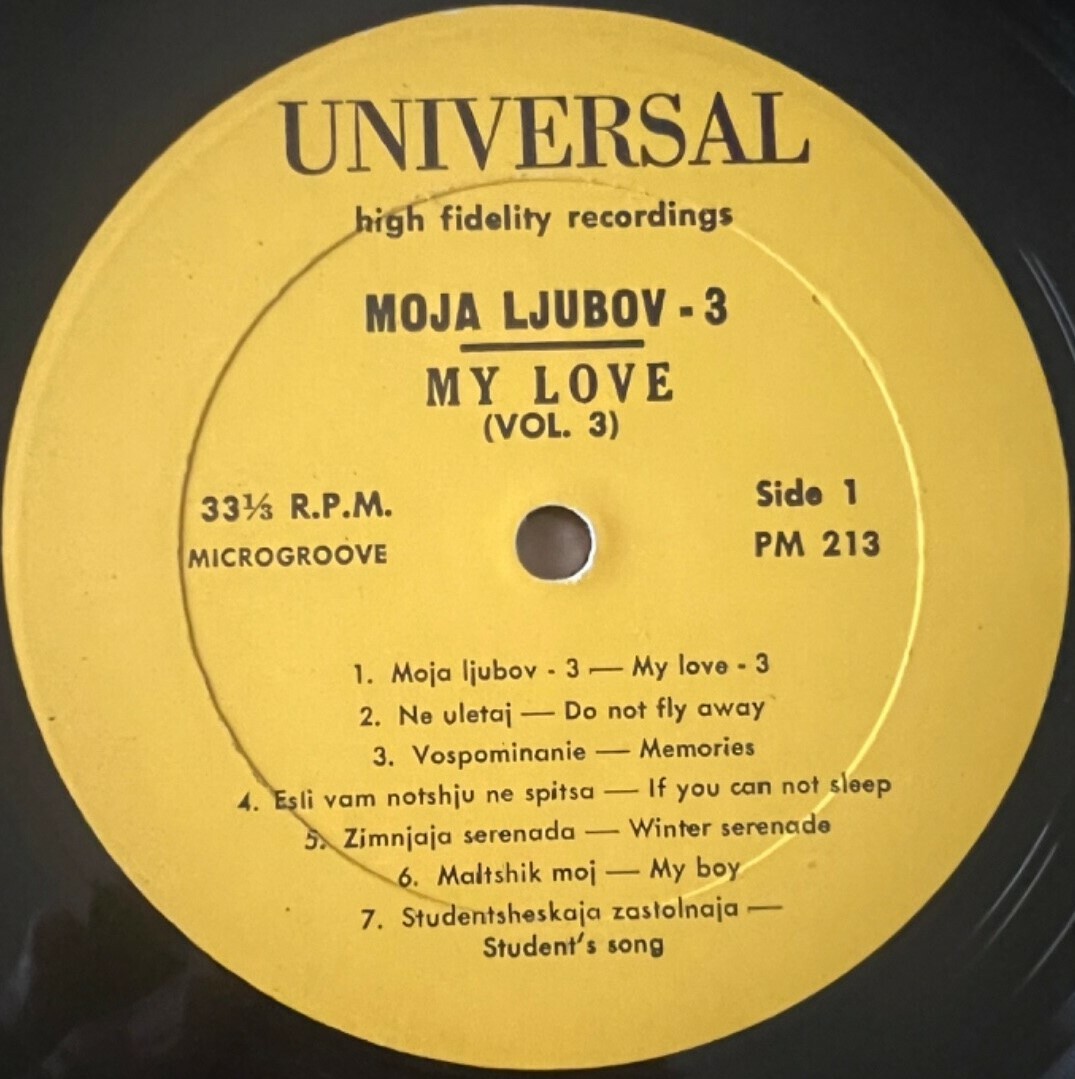 UNIVERSAL
high fidelity recordings
MOJA LJUBOV - 3
MY LOVE
(VOL. 3)
33⅓ R.P.M.
MICROGROOVE
Side 1
PM 213
1. Moja ljubov - 3 — My love - 3
2. Ne uletaj — Do not fly away
3. Vospominanie — Memories
4. Esli vam notshju ne spitsa — If you can not sleep
5. Zimnjaja serenada — Winter serenade
6. Maltshik moj — My boy
7. Studentsheskaja zastolnaja —
Student's song